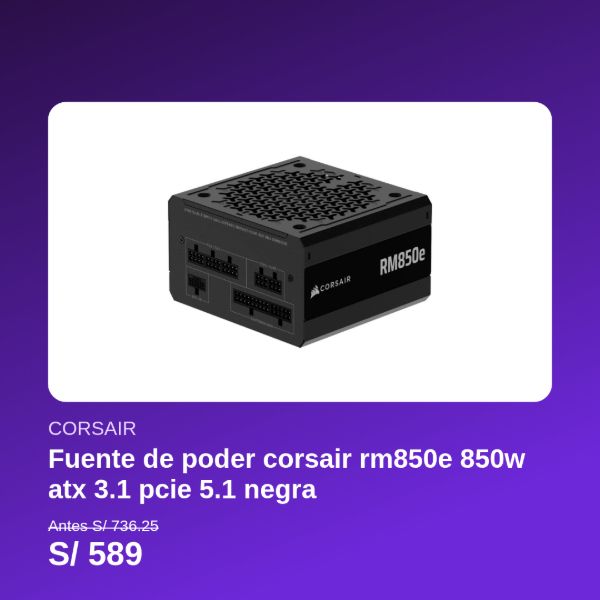 RM850e
CORSAIR
CORSAIR
Fuente de poder corsair rm850e 850w
atx 3.1 pcie 5.1 negra
Antes S/ 736.25
S/ 589